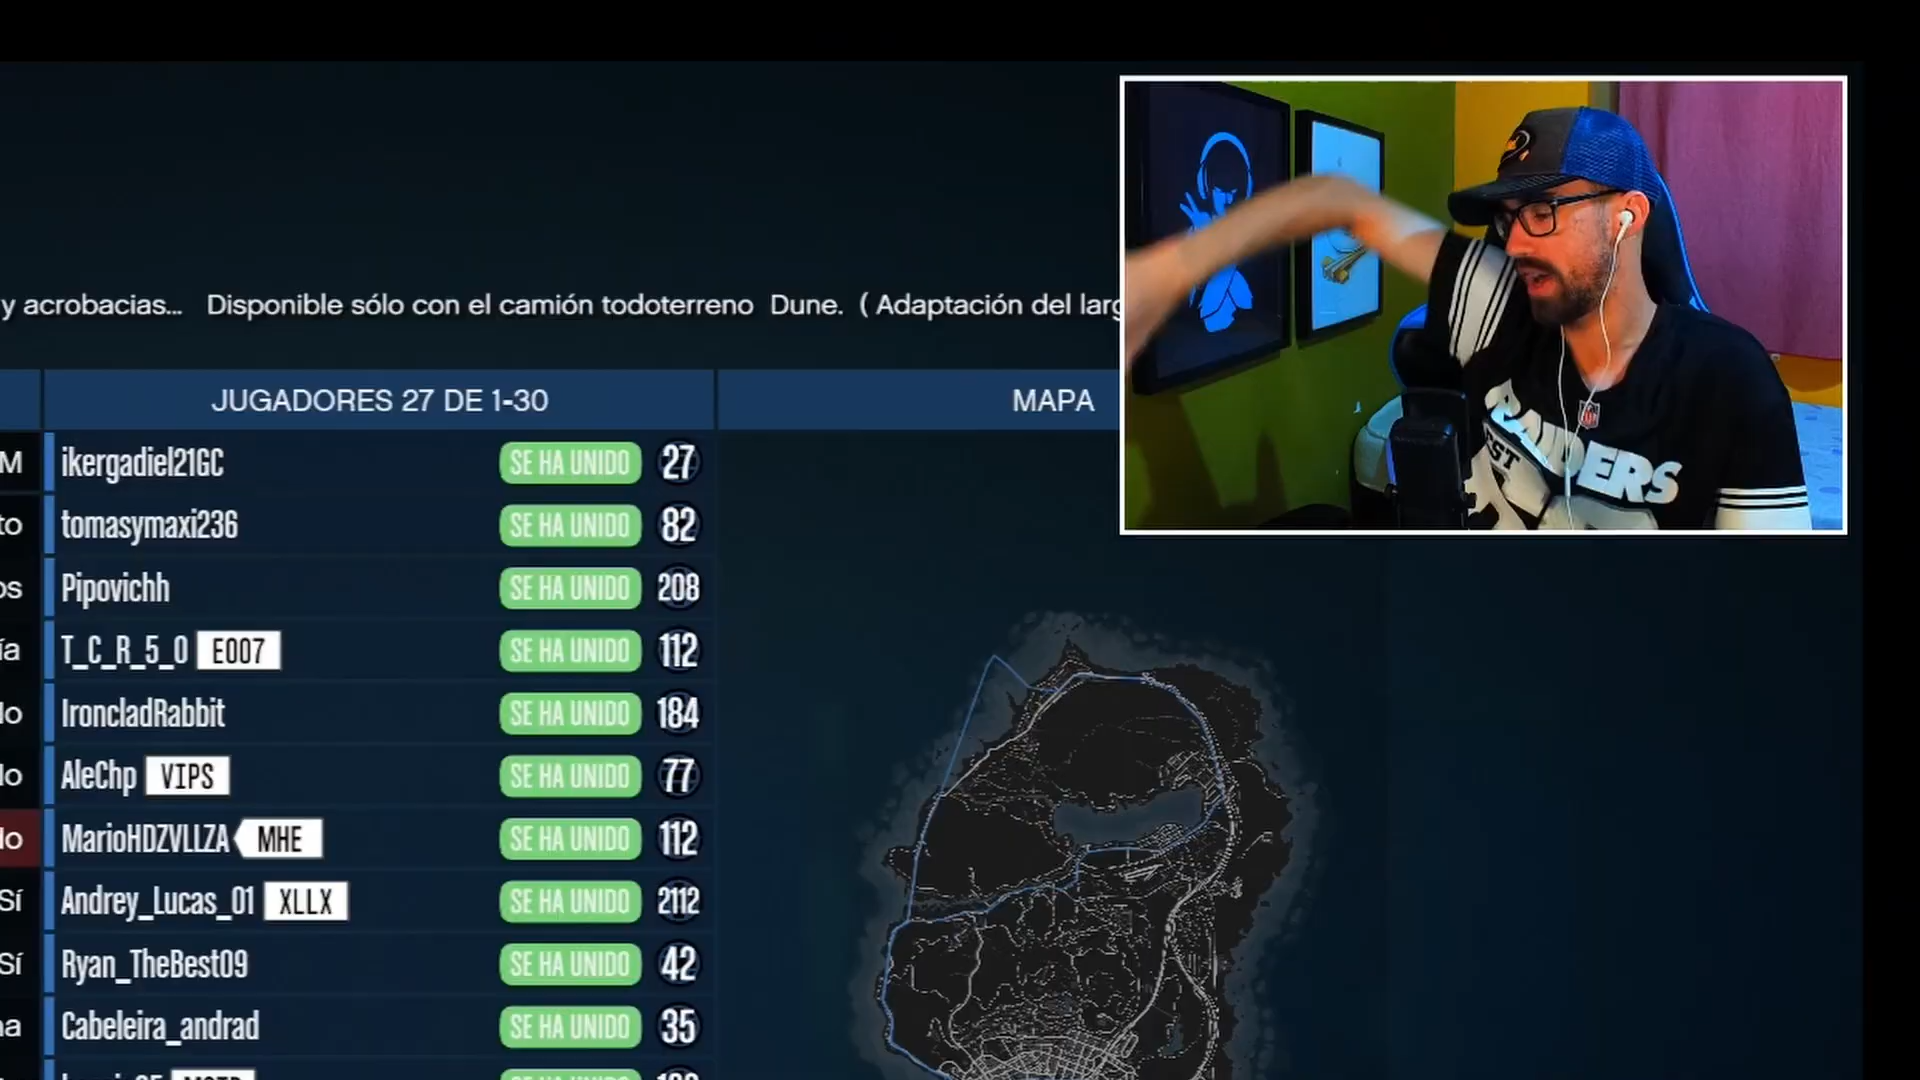 y acrobacias... Disponible sólo con el camión todoterreno Dune. ( Adaptación del larg
JUGADORES 27 DE 1-30
MAPA
M ikergadiel21GC SE HA UNIDO 27
to tomasymaxi236 SE HA UNIDO 82
os Pipovichh SE HA UNIDO 208
ía T_C_R_5_0 E007 SE HA UNIDO 112
do IroncladRabbit SE HA UNIDO 184
do AleChp VIPS SE HA UNIDO 77
do MarioHDZVLLZA MHE SE HA UNIDO 112
Sí Andrey_Lucas_01 XLLX SE HA UNIDO 2112
Sí Ryan_TheBest09 SE HA UNIDO 42
na Cabeleira_andrad SE HA UNIDO 35
RAIDERS